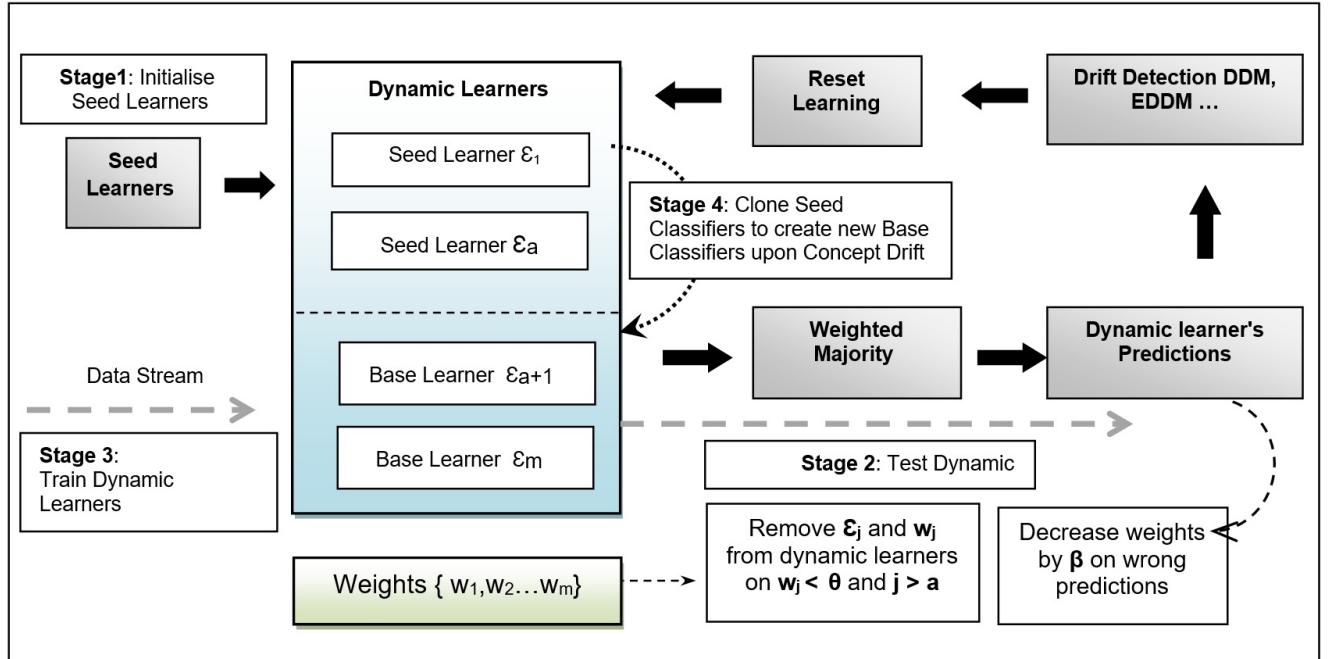 Stage1: Initialise
Seed Learners
Seed
Learners
Dynamic Learners
Seed Learner Ɛ₁
Seed Learner Ɛa
Base Learner Ɛa+1
Base Learner Ɛm
Reset
Learning
Drift Detection DDM,
EDDM …
Stage 4: Clone Seed
Classifiers to create new Base
Classifiers upon Concept Drift
Weighted
Majority
Dynamic learner's
Predictions
Data Stream
Stage 3:
Train Dynamic
Learners
Stage 2: Test Dynamic
Weights { w₁,w₂…wₘ}
Remove Ɛⱼ and wⱼ
from dynamic learners
on wⱼ < θ and j > a
Decrease weights
by β on wrong
predictions